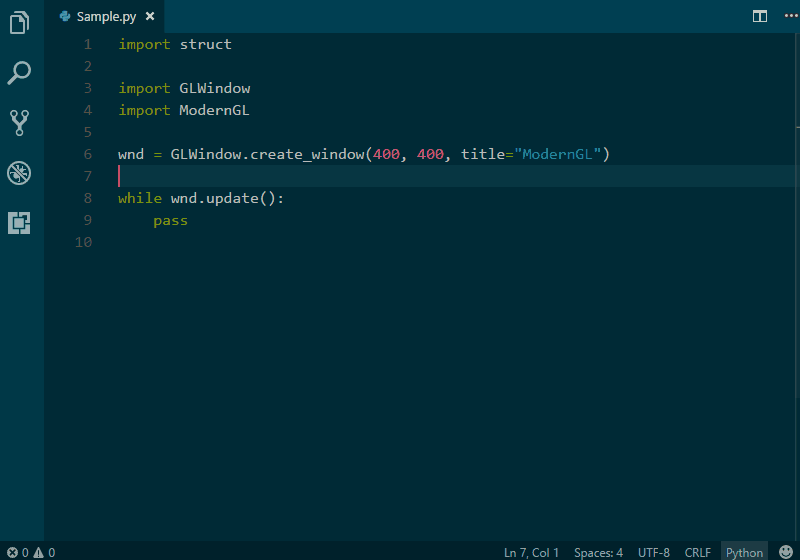 Sample.py
1 import struct
2
3 import GLWindow
4 import ModernGL
5
6 wnd = GLWindow.create_window(400, 400, title="ModernGL")
7
8 while wnd.update():
9     pass
10
0 0 Ln 7, Col 1 Spaces: 4 UTF-8 CRLF Python